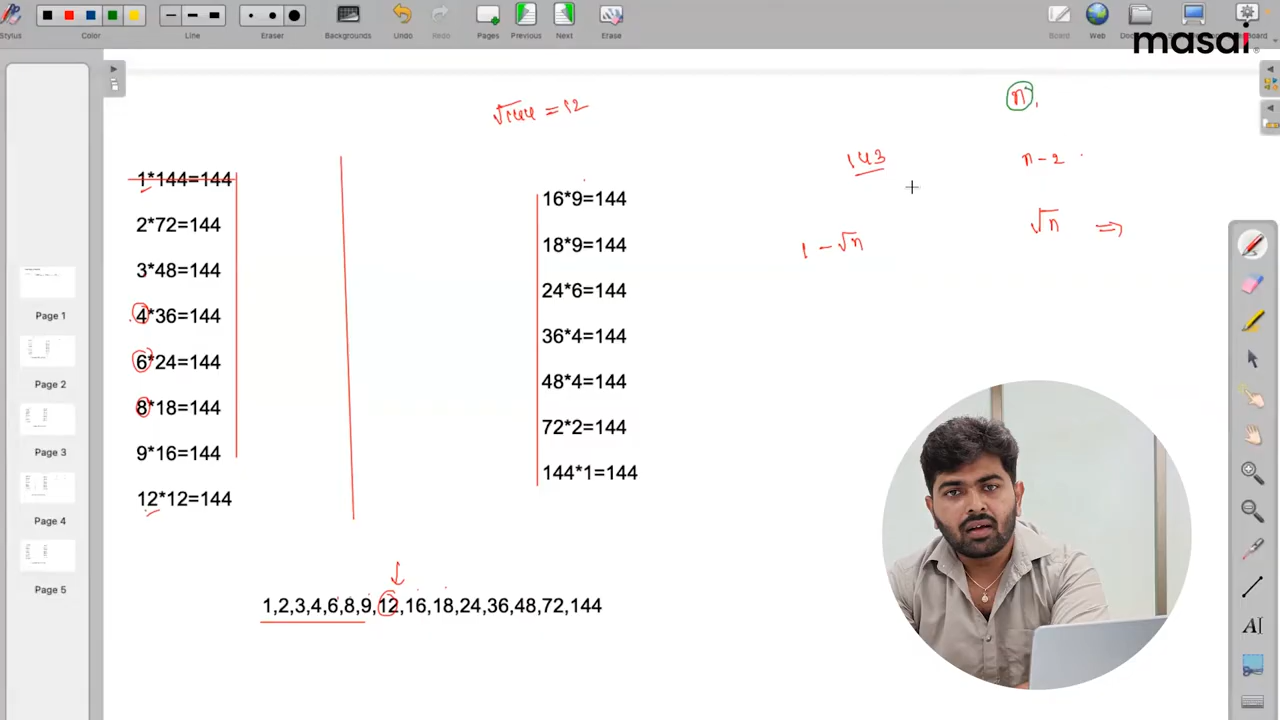 Stylus
Color
Line
Eraser
Backgrounds
Undo
Redo
Pages
Previous
Next
Erase
Board
Web
masai
√144 = 12
n
143
n - 2
√n ⇒
1 - √n
1*144=144
2*72=144
3*48=144
4*36=144
6*24=144
8*18=144
9*16=144
12*12=144
16*9=144
18*9=144
24*6=144
36*4=144
48*4=144
72*2=144
144*1=144
1,2,3,4,6,8,9,12,16,18,24,36,48,72,144
Page 1
Page 2
Page 3
Page 4
Page 5
A